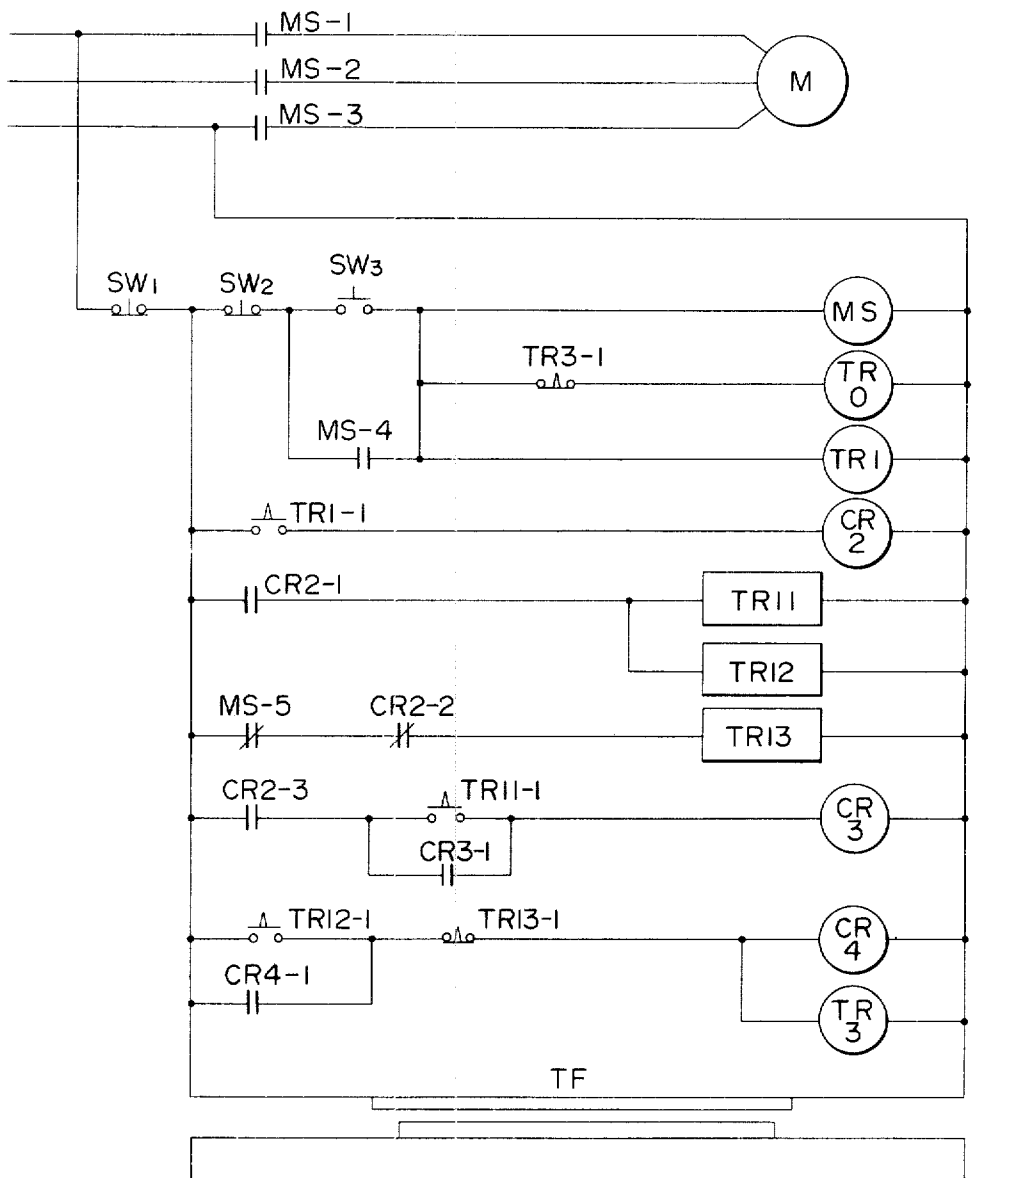 MS-1
MS-2
MS-3
M
SW1
SW2
SW3
MS
TR3-1
TR
0
MS-4
TR1
TR1-1
CR
2
CR2-1
TR11
TR12
MS-5
CR2-2
TR13
CR2-3
TR11-1
CR
3
CR3-1
TR12-1
TR13-1
CR
4
CR4-1
TR
3
TF